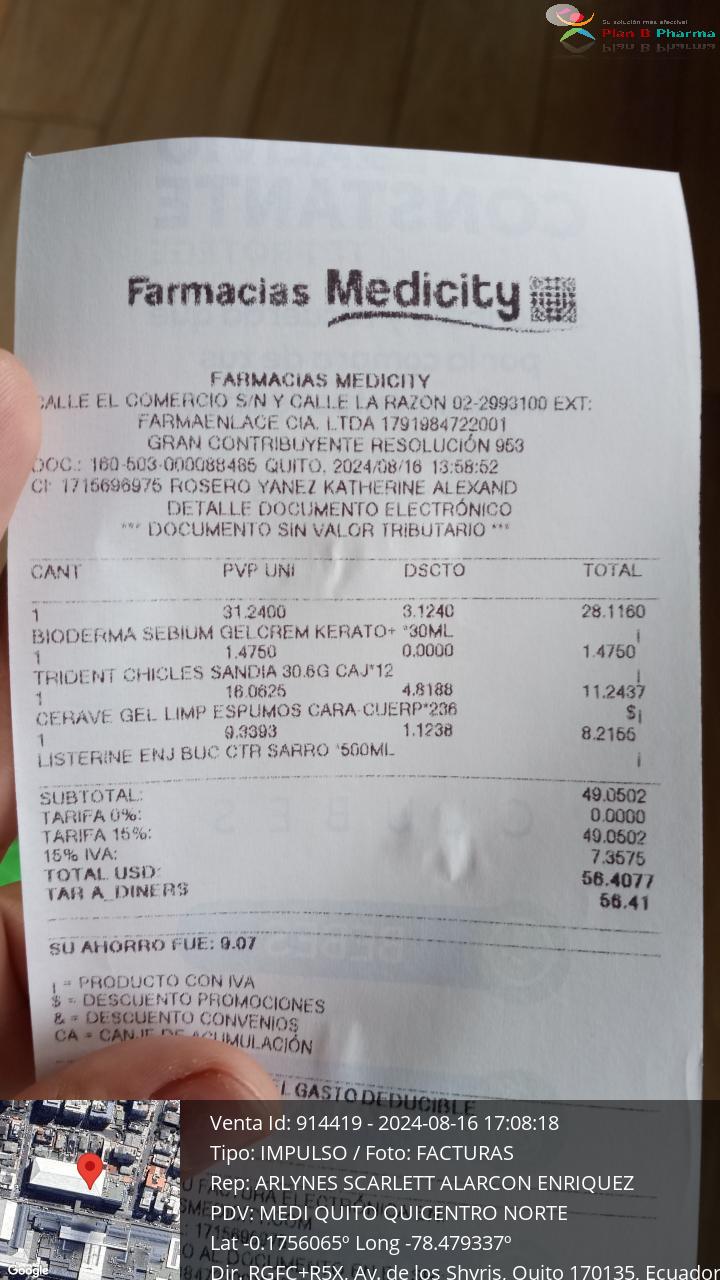 Su solución más efectiva!
Plan B Pharma
Farmacias Medicity
FARMACIAS MEDICITY
CALLE EL COMERCIO S/N Y CALLE LA RAZON 02-2993100 EXT:
FARMAENLACE CIA. LTDA 1791984722001
GRAN CONTRIBUYENTE RESOLUCIÓN 953
DOC.: 160-503-000088485 QUITO, 2024/08/16 13:58:52
CI: 1715696975 ROSERO YANEZ KATHERINE ALEXAND
DETALLE DOCUMENTO ELECTRÓNICO
*** DOCUMENTO SIN VALOR TRIBUTARIO ***
CANT PVP UNI DSCTO TOTAL
1 31.2400 3.1240 28.1160
BIODERMA SEBIUM GELCREM KERATO+ *30ML ¡
1 1.4750 0.0000 1.4750
TRIDENT CHICLES SANDIA 30.6G CAJ*12 ¡
1 16.0625 4.8188 11.2437
CERAVE GEL LIMP ESPUMOS CARA-CUERP*236 $¡
1 9.3393 1.1238 8.2155
LISTERINE ENJ BUC CTR SARRO *500ML ¡
SUBTOTAL: 49.0502
TARIFA 0%: 0.0000
TARIFA 15%: 49.0502
15% IVA: 7.3575
TOTAL USD: 56.4077
TAR A_DINERS 56.41
SU AHORRO FUE: 9.07
¡ = PRODUCTO CON IVA
$ = DESCUENTO PROMOCIONES
& = DESCUENTO CONVENIOS
CA = CANJE DE ACUMULACIÓN
EL GASTO DEDUCIBLE
Venta Id: 914419 - 2024-08-16 17:08:18
Tipo: IMPULSO / Foto: FACTURAS
Rep: ARLYNES SCARLETT ALARCON ENRIQUEZ
PDV: MEDI QUITO QUICENTRO NORTE
Lat -0.1756065º Long -78.479337º
Dir. RGFC+R5X, Av. de los Shyris, Quito 170135, Ecuador
Google